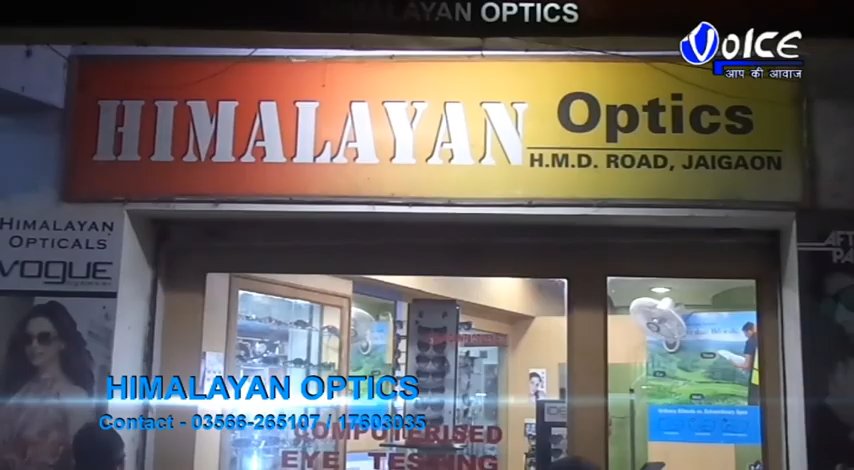 HIMALAYAN OPTICS
VOICE
आप की आवाज
HIMALAYAN Optics
H.M.D. ROAD, JAIGAON
HIMALAYAN
OPTICALS
VOGUE
HIMALAYAN OPTICS
Contact - 03566-265107 / 17603035
COMPUTERISED
EYE TESTING